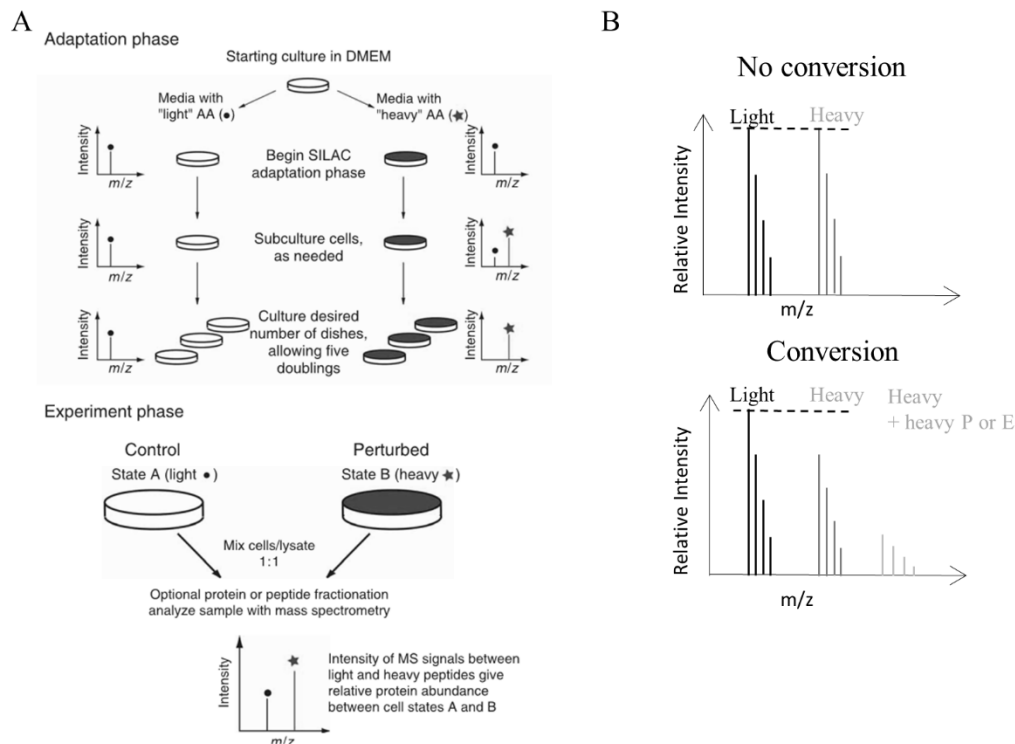 A
Adaptation phase
Starting culture in DMEM
Media with
"light" AA (●)
Media with
"heavy" AA (★)
Intensity
m/z
Begin SILAC
adaptation phase
Intensity
m/z
Intensity
m/z
Subculture cells,
as needed
Intensity
m/z
Intensity
m/z
Culture desired
number of dishes,
allowing five
doublings
Intensity
m/z
Experiment phase
Control
State A (light ●)
Perturbed
State B (heavy ★)
Mix cells/lysate
1:1
Optional protein or peptide fractionation
analyze sample with mass spectrometry
Intensity
m/z
Intensity of MS signals between
light and heavy peptides give
relative protein abundance
between cell states A and B
B
No conversion
Light
Heavy
Relative Intensity
m/z
Conversion
Light
Heavy
Heavy
+ heavy P or E
Relative Intensity
m/z